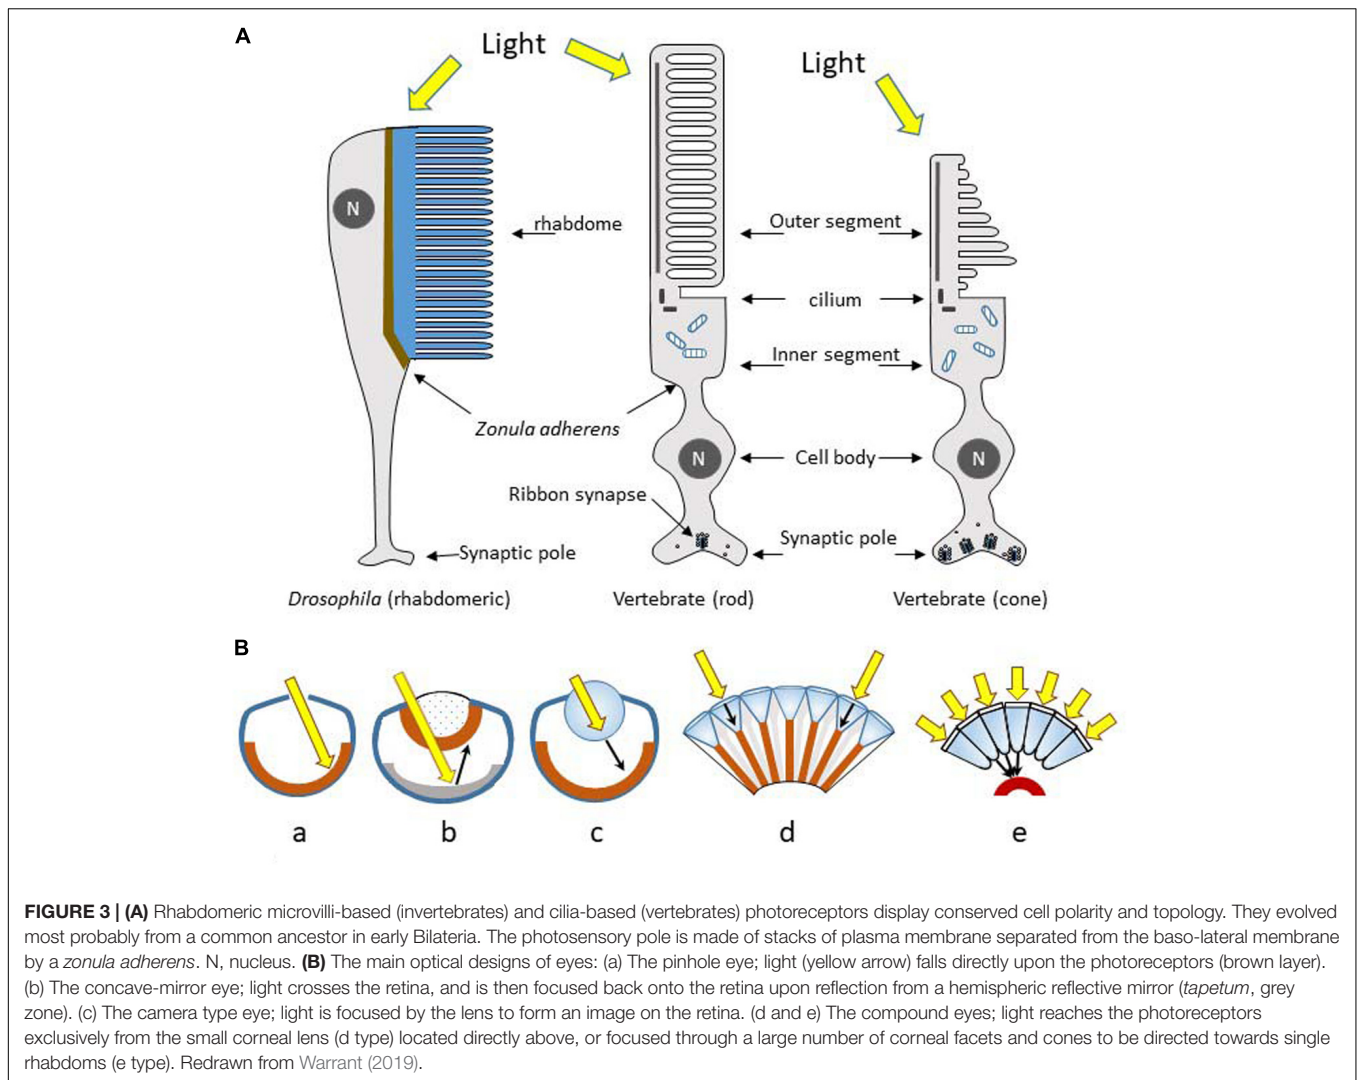 A
Light
Light
N
rhabdome
Outer segment
cilium
Inner segment
Zonula adherens
N
Cell body
N
Ribbon synapse
Synaptic pole
Synaptic pole
Drosophila (rhabdomeric)
Vertebrate (rod)
Vertebrate (cone)
B
a
b
c
d
e
FIGURE 3 | (A) Rhabdomeric microvilli-based (invertebrates) and cilia-based (vertebrates) photoreceptors display conserved cell polarity and topology. They evolved
most probably from a common ancestor in early Bilateria. The photosensory pole is made of stacks of plasma membrane separated from the baso-lateral membrane
by a zonula adherens. N, nucleus. (B) The main optical designs of eyes: (a) The pinhole eye; light (yellow arrow) falls directly upon the photoreceptors (brown layer).
(b) The concave-mirror eye; light crosses the retina, and is then focused back onto the retina upon reflection from a hemispheric reflective mirror (tapetum, grey
zone). (c) The camera type eye; light is focused by the lens to form an image on the retina. (d and e) The compound eyes; light reaches the photoreceptors
exclusively from the small corneal lens (d type) located directly above, or focused through a large number of corneal facets and cones to be directed towards single
rhabdoms (e type). Redrawn from Warrant (2019).